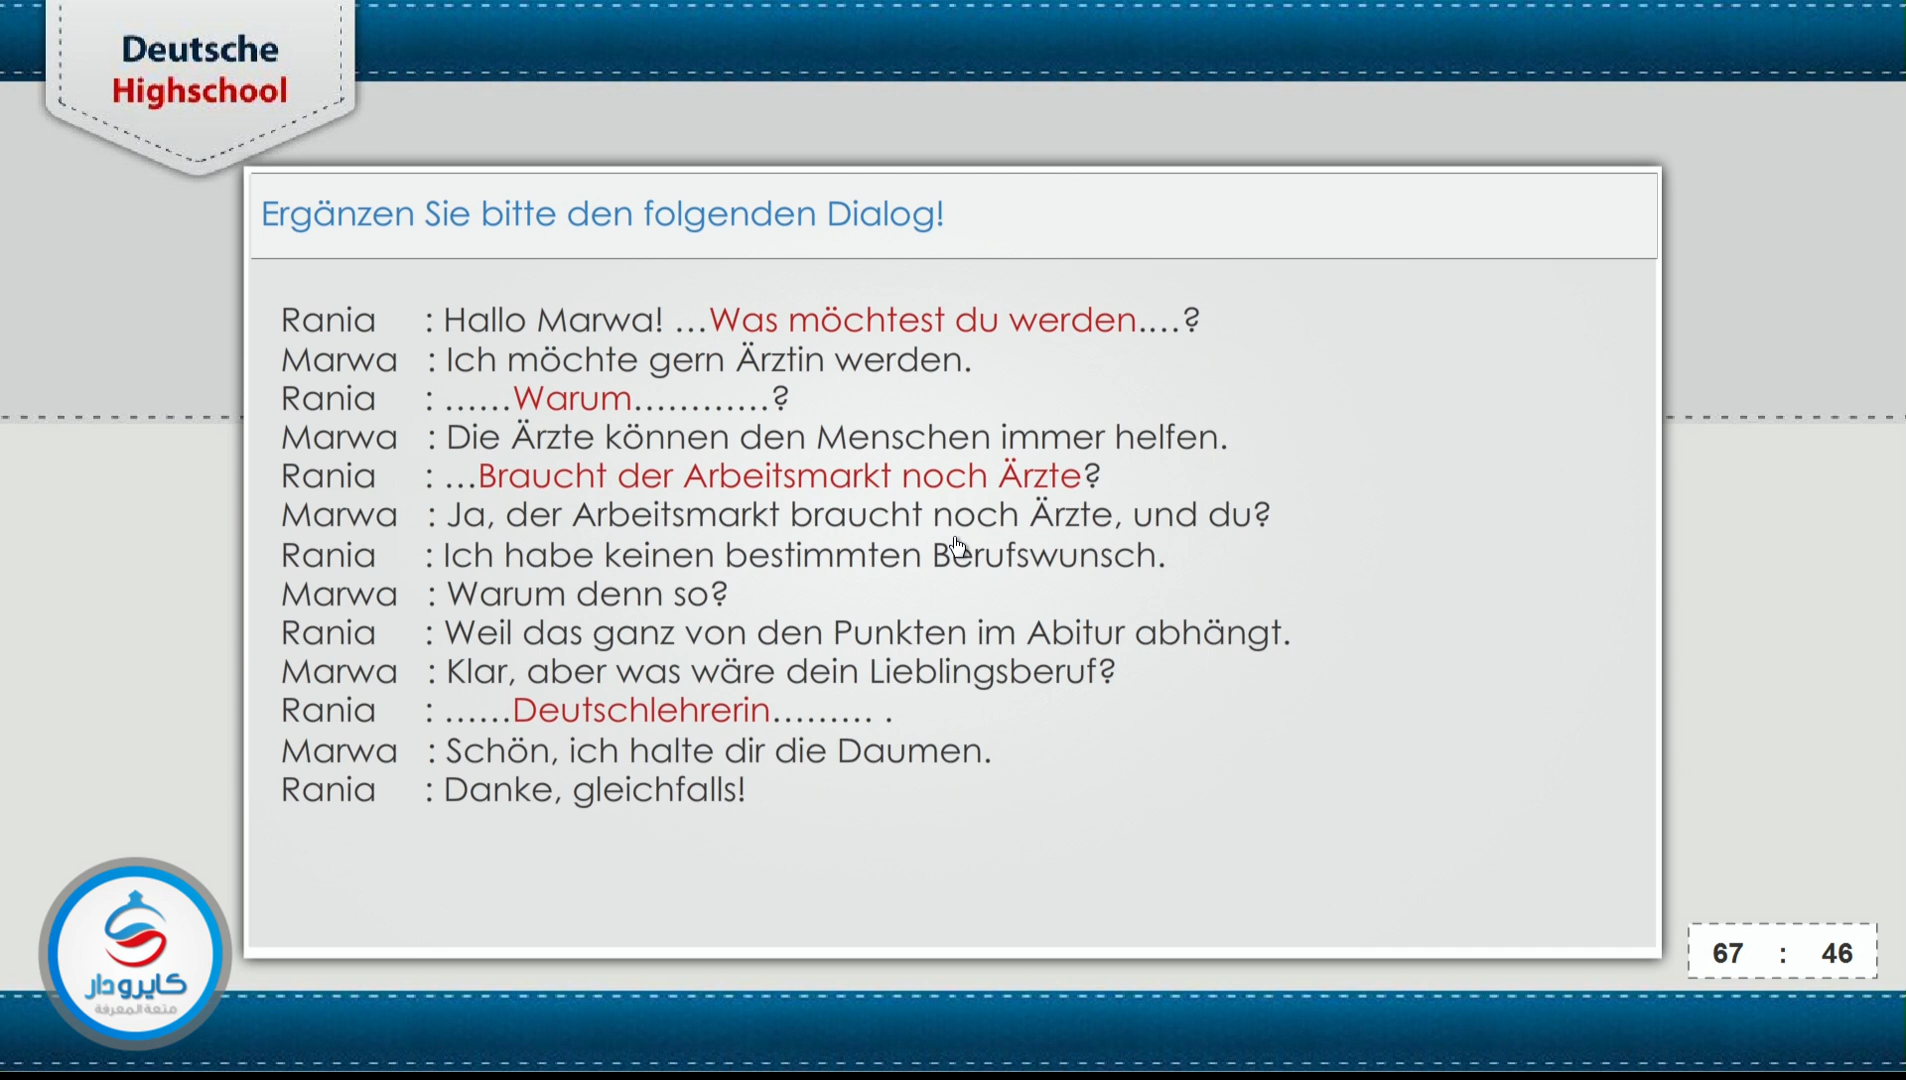 Deutsche
Highschool
Ergänzen Sie bitte den folgenden Dialog!
Rania : Hallo Marwa! ...Was möchtest du werden....?
Marwa : Ich möchte gern Ärztin werden.
Rania : ......Warum............?
Marwa : Die Ärzte können den Menschen immer helfen.
Rania : ...Braucht der Arbeitsmarkt noch Ärzte?
Marwa : Ja, der Arbeitsmarkt braucht noch Ärzte, und du?
Rania : Ich habe keinen bestimmten Berufswunsch.
Marwa : Warum denn so?
Rania : Weil das ganz von den Punkten im Abitur abhängt.
Marwa : Klar, aber was wäre dein Lieblingsberuf?
Rania : ......Deutschlehrerin......... .
Marwa : Schön, ich halte dir die Daumen.
Rania : Danke, gleichfalls!
كايرودار
متعة المعرفة
67 : 46